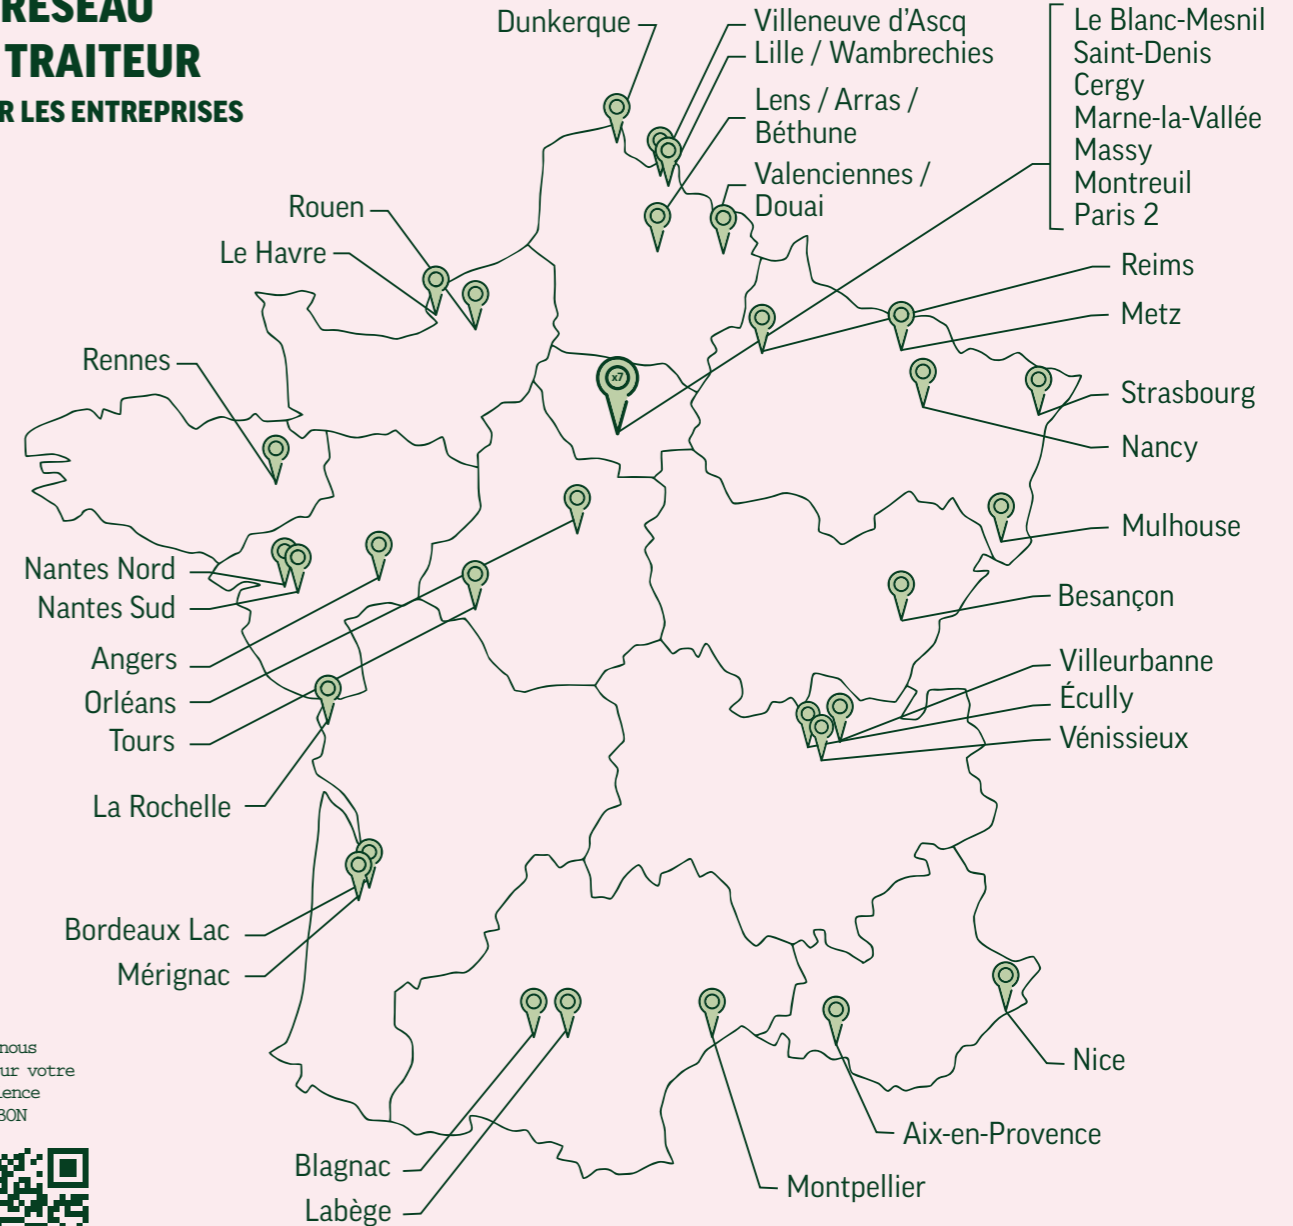 RÉSEAU
TRAITEUR
R LES ENTREPRISES
Dunkerque
Villeneuve d'Ascq
Lille / Wambrechies
Lens / Arras /
Béthune
Valenciennes /
Douai
Le Blanc-Mesnil
Saint-Denis
Cergy
Marne-la-Vallée
Massy
Montreuil
Paris 2
Rouen
Le Havre
Rennes
x7
Reims
Metz
Strasbourg
Nancy
Mulhouse
Besançon
Villeurbanne
Écully
Vénissieux
Nantes Nord
Nantes Sud
Angers
Orléans
Tours
La Rochelle
Bordeaux Lac
Mérignac
nous
ur votre
ience
BON
Nice
Aix-en-Provence
Montpellier
Blagnac
Labège